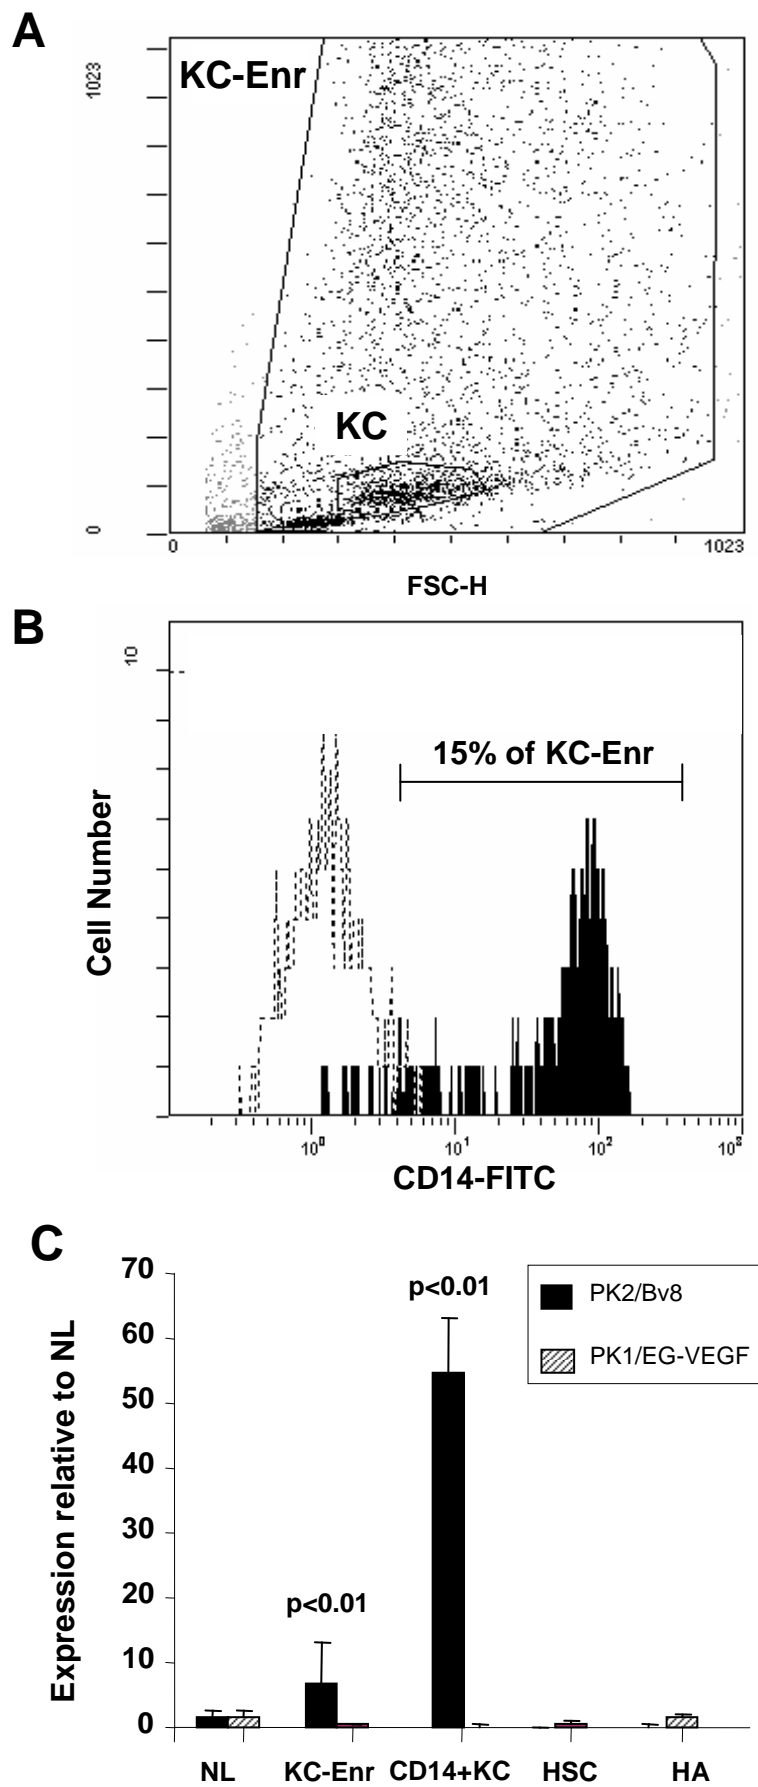 A
KC-Enr
1023
KC
0
0
1023
FSC-H
B
10
15% of KC-Enr
Cell Number
10⁰
10¹
10²
CD14-FITC
C
70
p<0.01
60
50
40
30
20
p<0.01
10
0
Expression relative to NL
PK2/Bv8
PK1/EG-VEGF
NL KC-Enr CD14+KC HSC HA